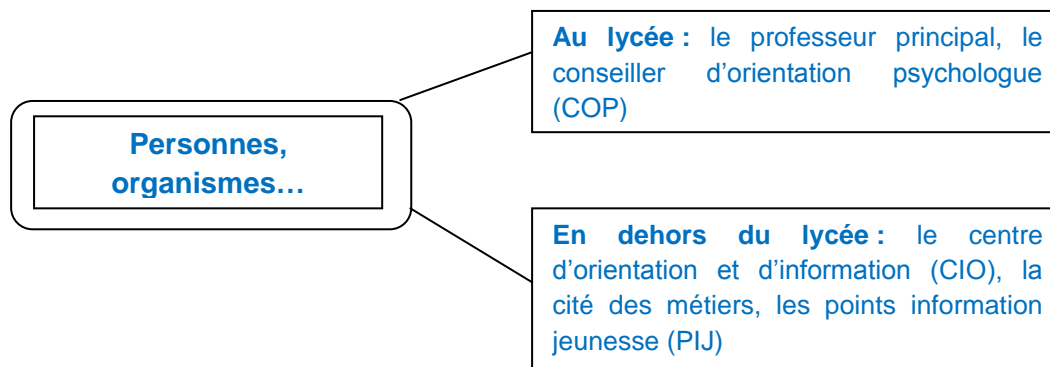 Personnes,
organismes…
Au lycée : le professeur principal, le
conseiller d’orientation psychologue
(COP)
En dehors du lycée : le centre
d’orientation et d’information (CIO), la
cité des métiers, les points information
jeunesse (PIJ)